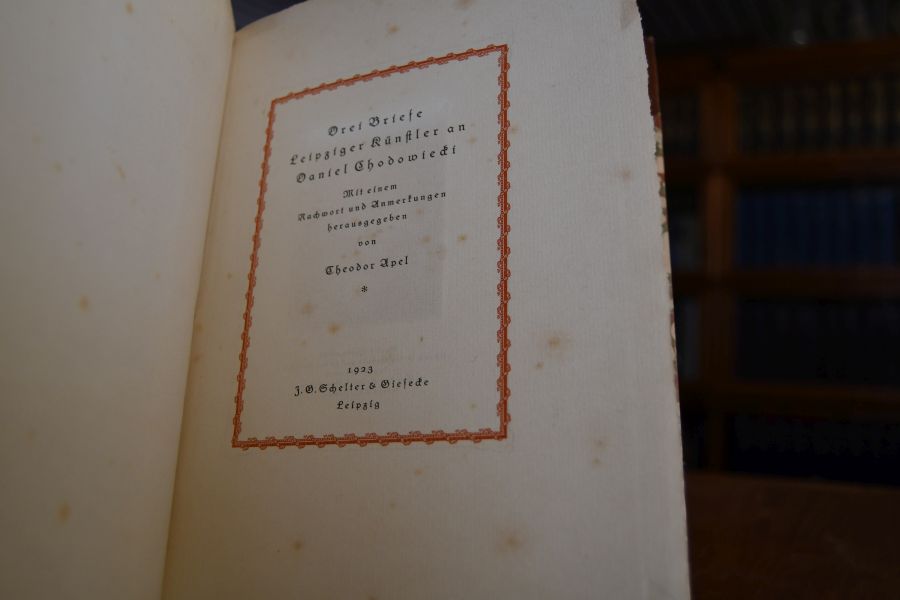 Drei Briefe
Leipziger Künstler an
Daniel Chodowiecki
Mit einem
Nachwort und Anmerkungen
herausgegeben
von
Theodor Apel
*
1923
J. G. Schelter & Giesecke
Leipzig